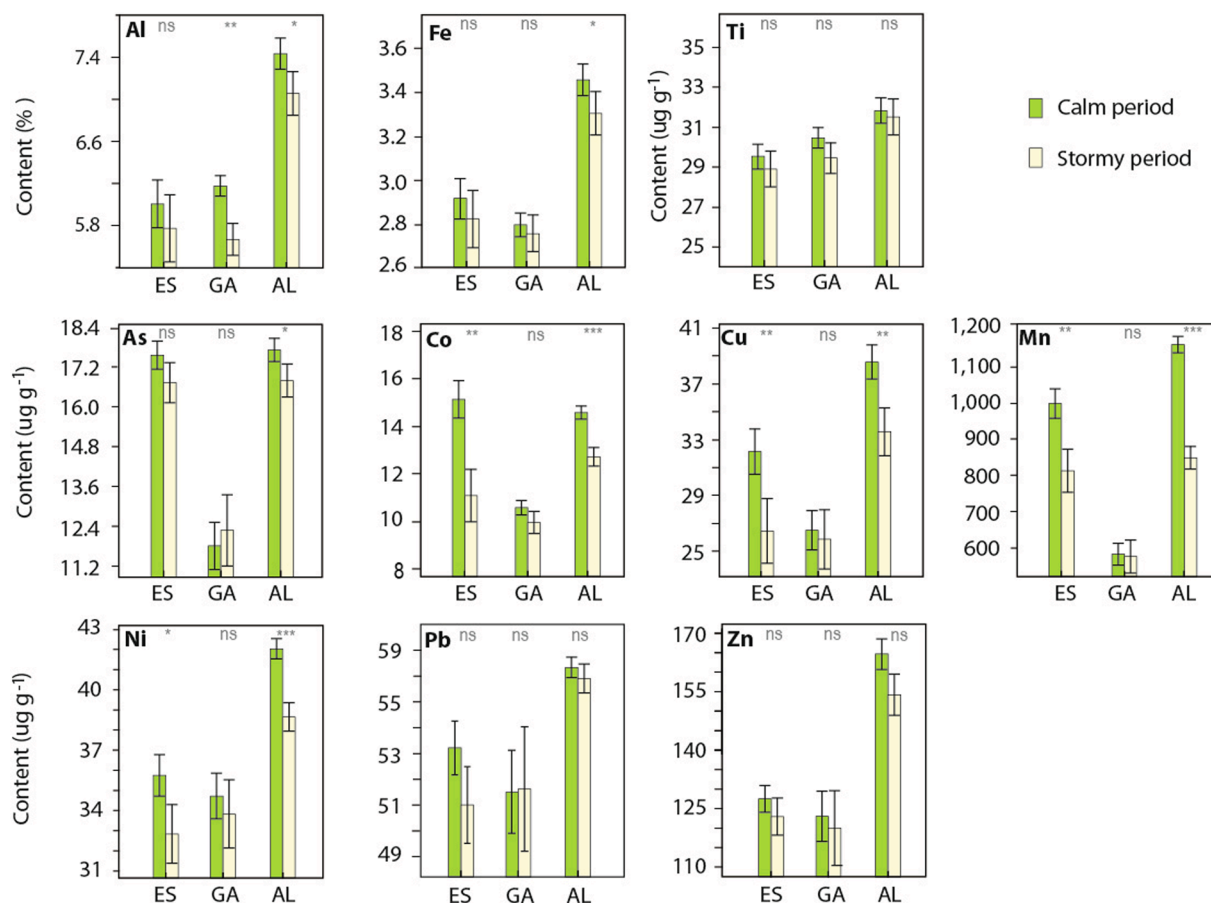 Al
ns ** *
Content (%)
7.4
6.6
5.8
ES GA AL
Fe
ns ns *
3.6
3.4
3.2
3.0
2.8
2.6
ES GA AL
Ti
ns ns ns
Content (ug g⁻¹)
35
33
31
29
27
25
ES GA AL
Calm period
Stormy period
As
ns ns *
Content (ug g⁻¹)
18.4
17.2
16.0
14.8
13.6
12.4
11.2
ES GA AL
Co
** ns ***
18
16
14
12
10
8
ES GA AL
Cu
** ns **
41
37
33
29
25
ES GA AL
Mn
** ns ***
1,200
1,100
1,000
900
800
700
600
ES GA AL
Ni
* ns ***
Content (ug g⁻¹)
43
40
37
34
31
ES GA AL
Pb
ns ns ns
59
56
53
51
49
ES GA AL
Zn
ns ns ns
170
155
140
125
110
ES GA AL